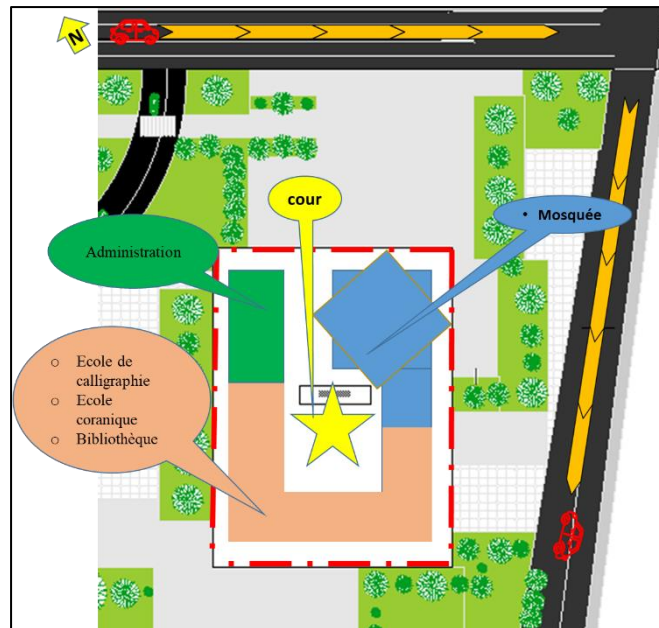 N
cour
• Mosquée
Administration
o Ecole de
calligraphie
o Ecole
coranique
o Bibliothèque